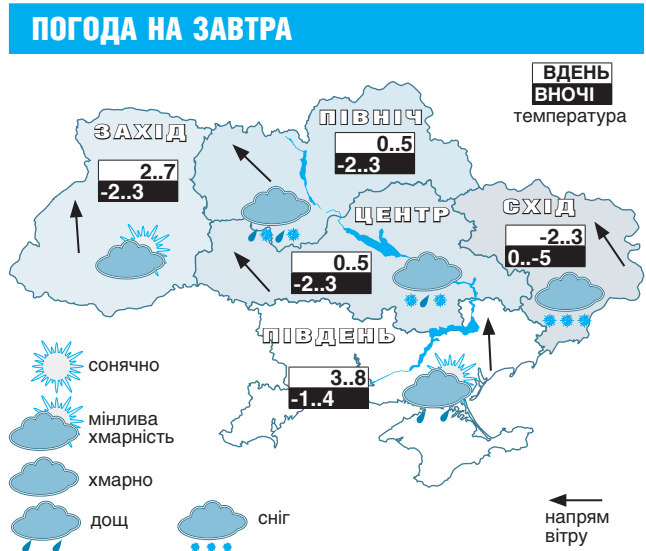 ПОГОДА НА ЗАВТРА
ВДЕНЬ
ВНОЧІ
температура
ЗАХІД
2..7
-2..3
ПІВНІЧ
0..5
-2..3
ЦЕНТР
0..5
-2..3
СХІД
-2..3
0..-5
ПІВДЕНЬ
3..8
-1..4
сонячно
мінлива
хмарність
хмарно
дощ
сніг
напрям
вітру